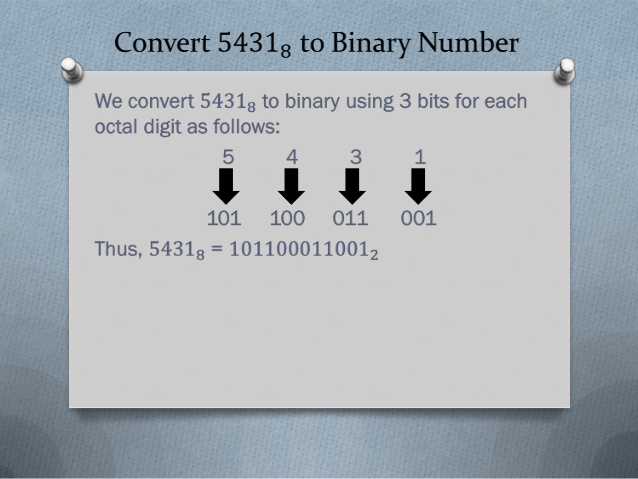 Convert 5431₈ to Binary Number
We convert 5431₈ to binary using 3 bits for each
octal digit as follows:
5 4 3 1
101 100 011 001
Thus, 5431₈ = 101100011001₂